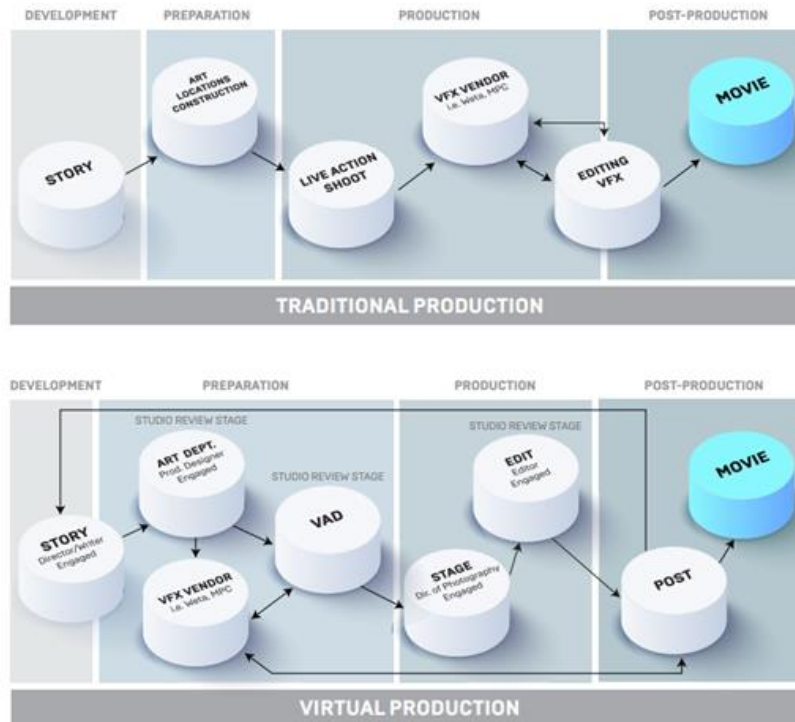 DEVELOPMENT
PREPARATION
PRODUCTION
POST-PRODUCTION
STORY
ART
LOCATIONS
CONSTRUCTION
LIVE ACTION
SHOOT
VFX VENDOR
i.e. Weta, MPC
EDITING
VFX
MOVIE
TRADITIONAL PRODUCTION
DEVELOPMENT
PREPARATION
PRODUCTION
POST-PRODUCTION
STORY
Director/Writer
Engaged
STUDIO REVIEW STAGE
ART DEPT.
Prod. Designer
Engaged
VFX VENDOR
i.e. Weta, MPC
STUDIO REVIEW STAGE
VAD
STAGE
Dir. of Photography
Engaged
STUDIO REVIEW STAGE
EDIT
Editor
Engaged
POST
MOVIE
VIRTUAL PRODUCTION